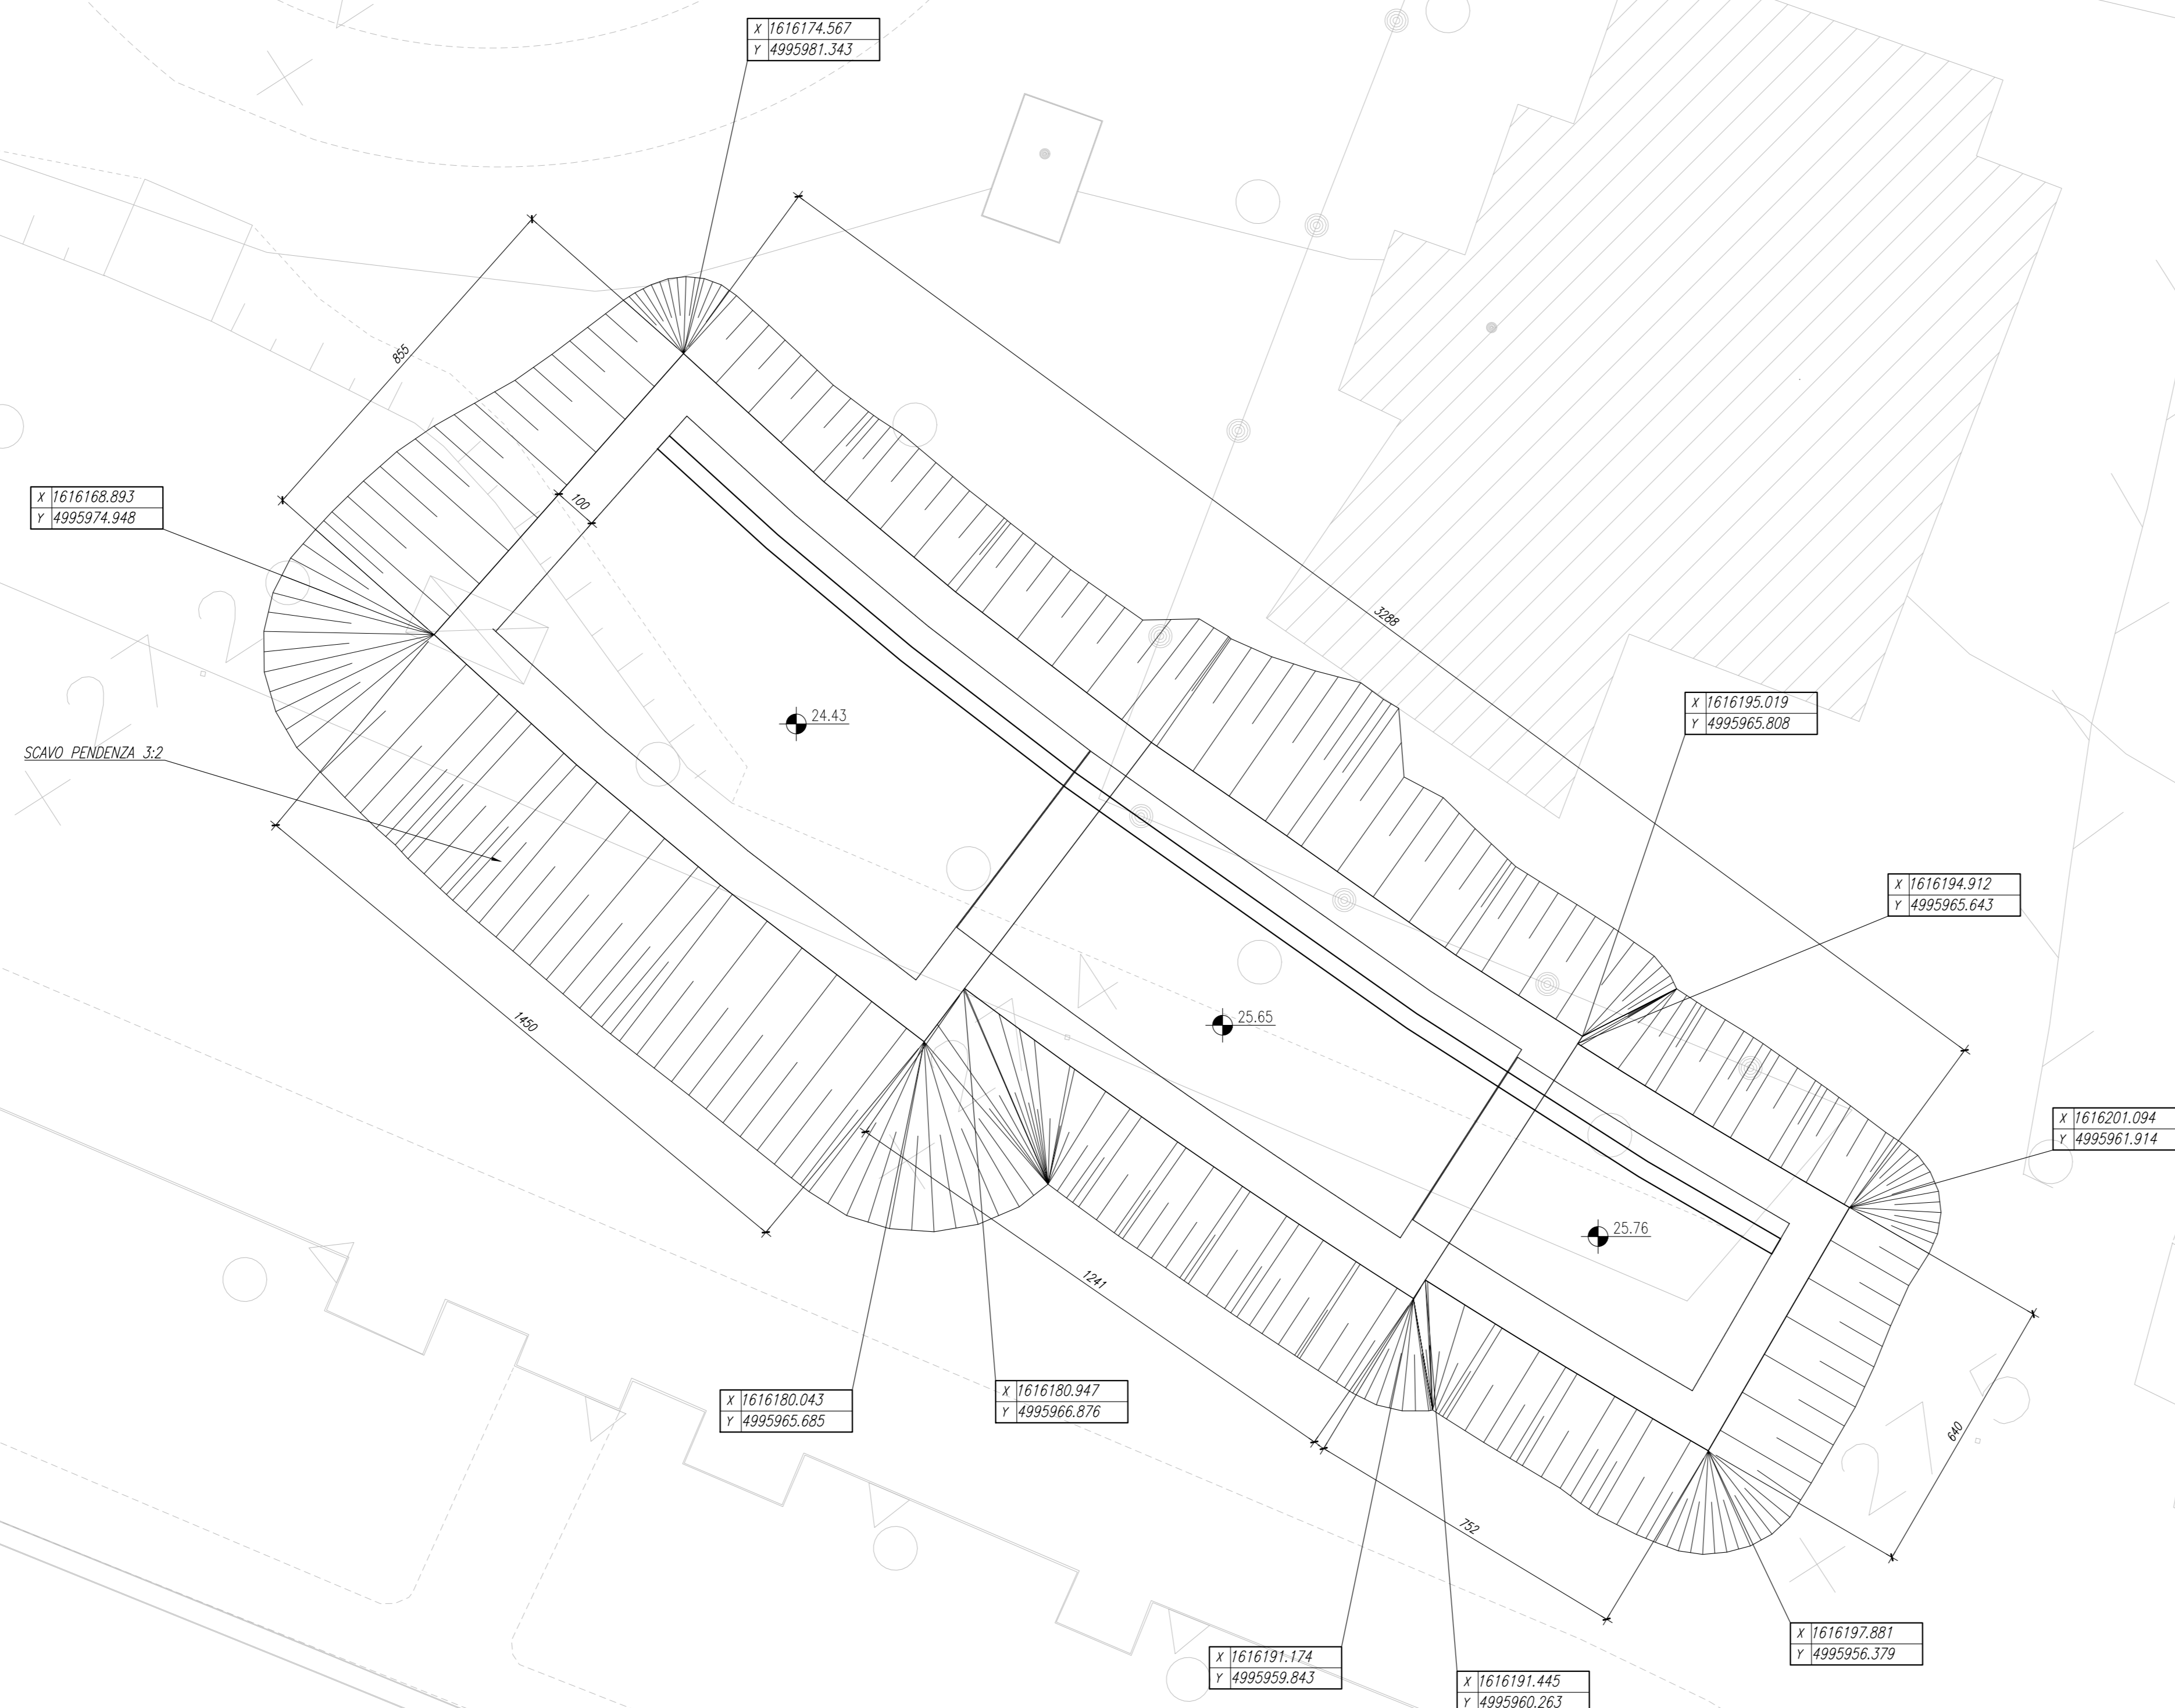 X 1616174.567
Y 4995981.343
855
3288
X 1616168.893
Y 4995974.948
100
X 1616195.019
Y 4995965.808
24.43
SCAVO PENDENZA 3:2
X 1616194.912
Y 4995965.643
1450
25.65
X 1616201.094
Y 4995961.914
25.76
1241
X 1616180.043
Y 4995965.685
X 1616180.947
Y 4995966.876
640
752
X 1616197.881
Y 4995956.379
X 1616191.174
Y 4995959.843
X 1616191.445
Y 4995960.263